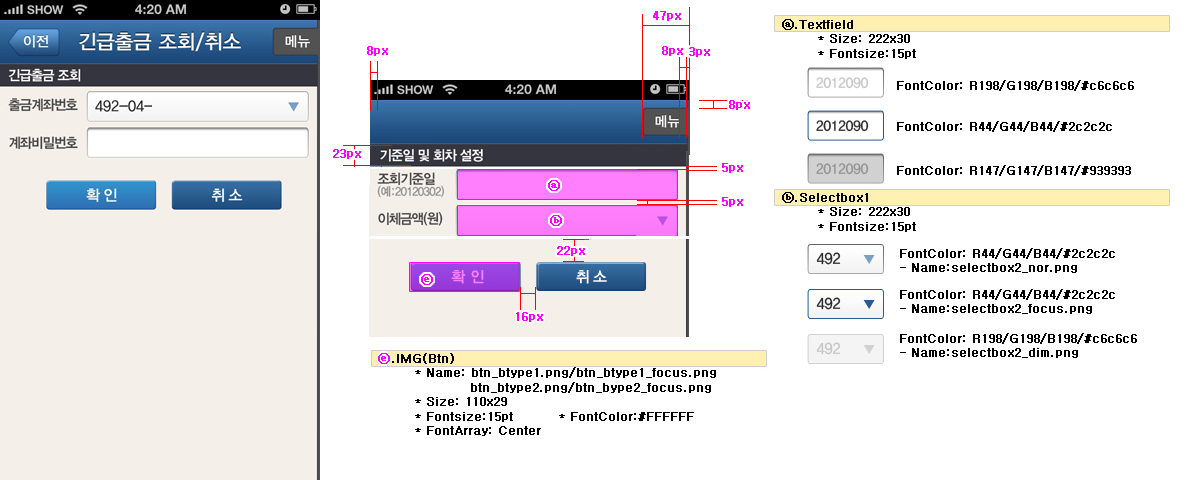 SHOW 4:20 AM
이전 긴급출금 조회/취소 메뉴
긴급출금 조회
출금계좌번호 492-04-
계좌비밀번호
확 인 취 소
47px
8px 8px 3px
SHOW 4:20 AM
8px
메뉴
23px 기준일 및 회차 설정
5px
조회기준일 ⓐ
(예:20120302)
5px
이체금액(원) ⓑ
22px
ⓔ 확 인 취 소
16px
ⓔ.IMG(Btn)
* Name: btn_btype1.png/btn_btype1_focus.png
btn_btype2.png/btn_bype2_focus.png
* Size: 110x29
* Fontsize:15pt * FontColor:#FFFFFF
* FontArray: Center
ⓐ.Textfield
* Size: 222x30
* Fontsize:15pt
2012090 FontColor: R198/G198/B198/#c6c6c6
2012090 FontColor: R44/G44/B44/#2c2c2c
2012090 FontColor: R147/G147/B147/#939393
ⓑ.Selectbox1
* Size: 222x30
* Fontsize:15pt
492 FontColor: R44/G44/B44/#2c2c2c
- Name:selectbox2_nor.png
492 FontColor: R44/G44/B44/#2c2c2c
- Name:selectbox2_focus.png
492 FontColor: R198/G198/B198/#c6c6c6
- Name:selectbox2_dim.png